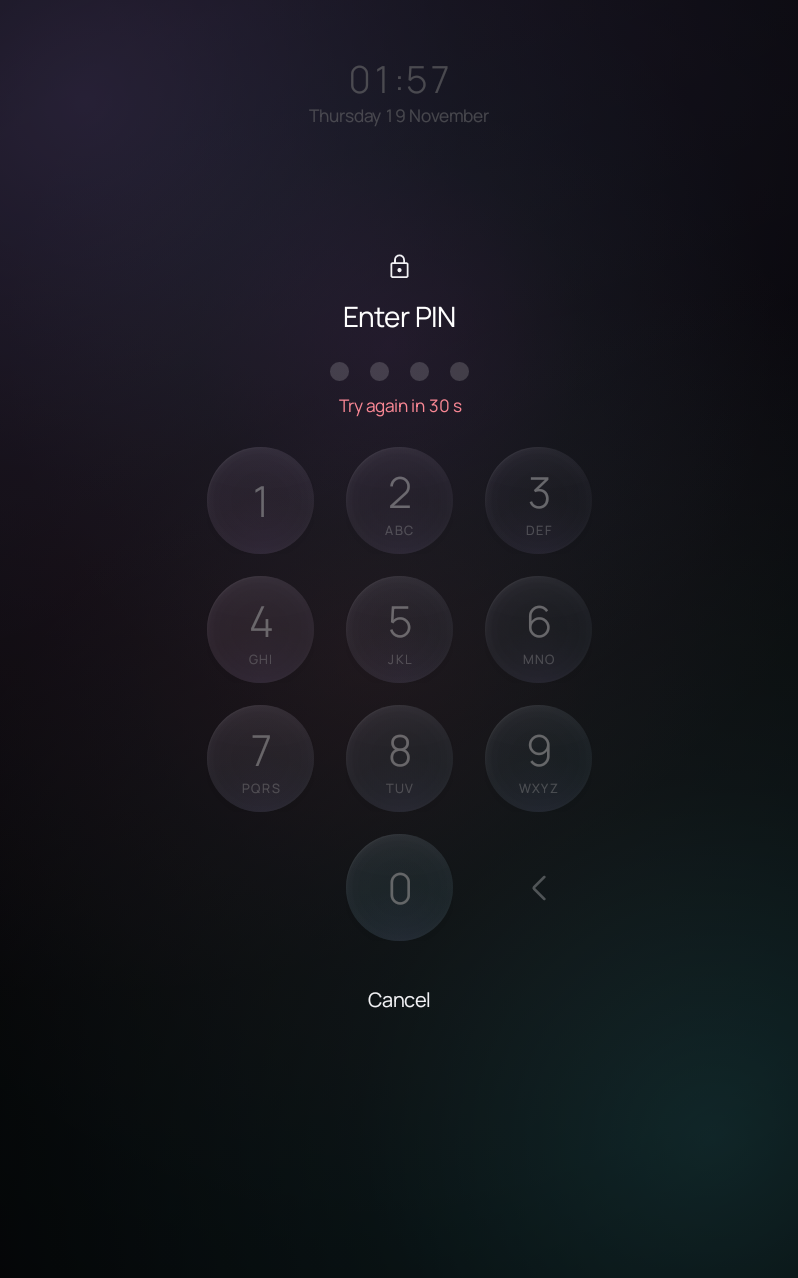 01:57
Thursday 19 November
Enter PIN
Try again in 30 s
1
2
3
ABC
DEF
4
5
6
GHI
JKL
MNO
7
8
9
PQRS
TUV
WXYZ
0
Cancel